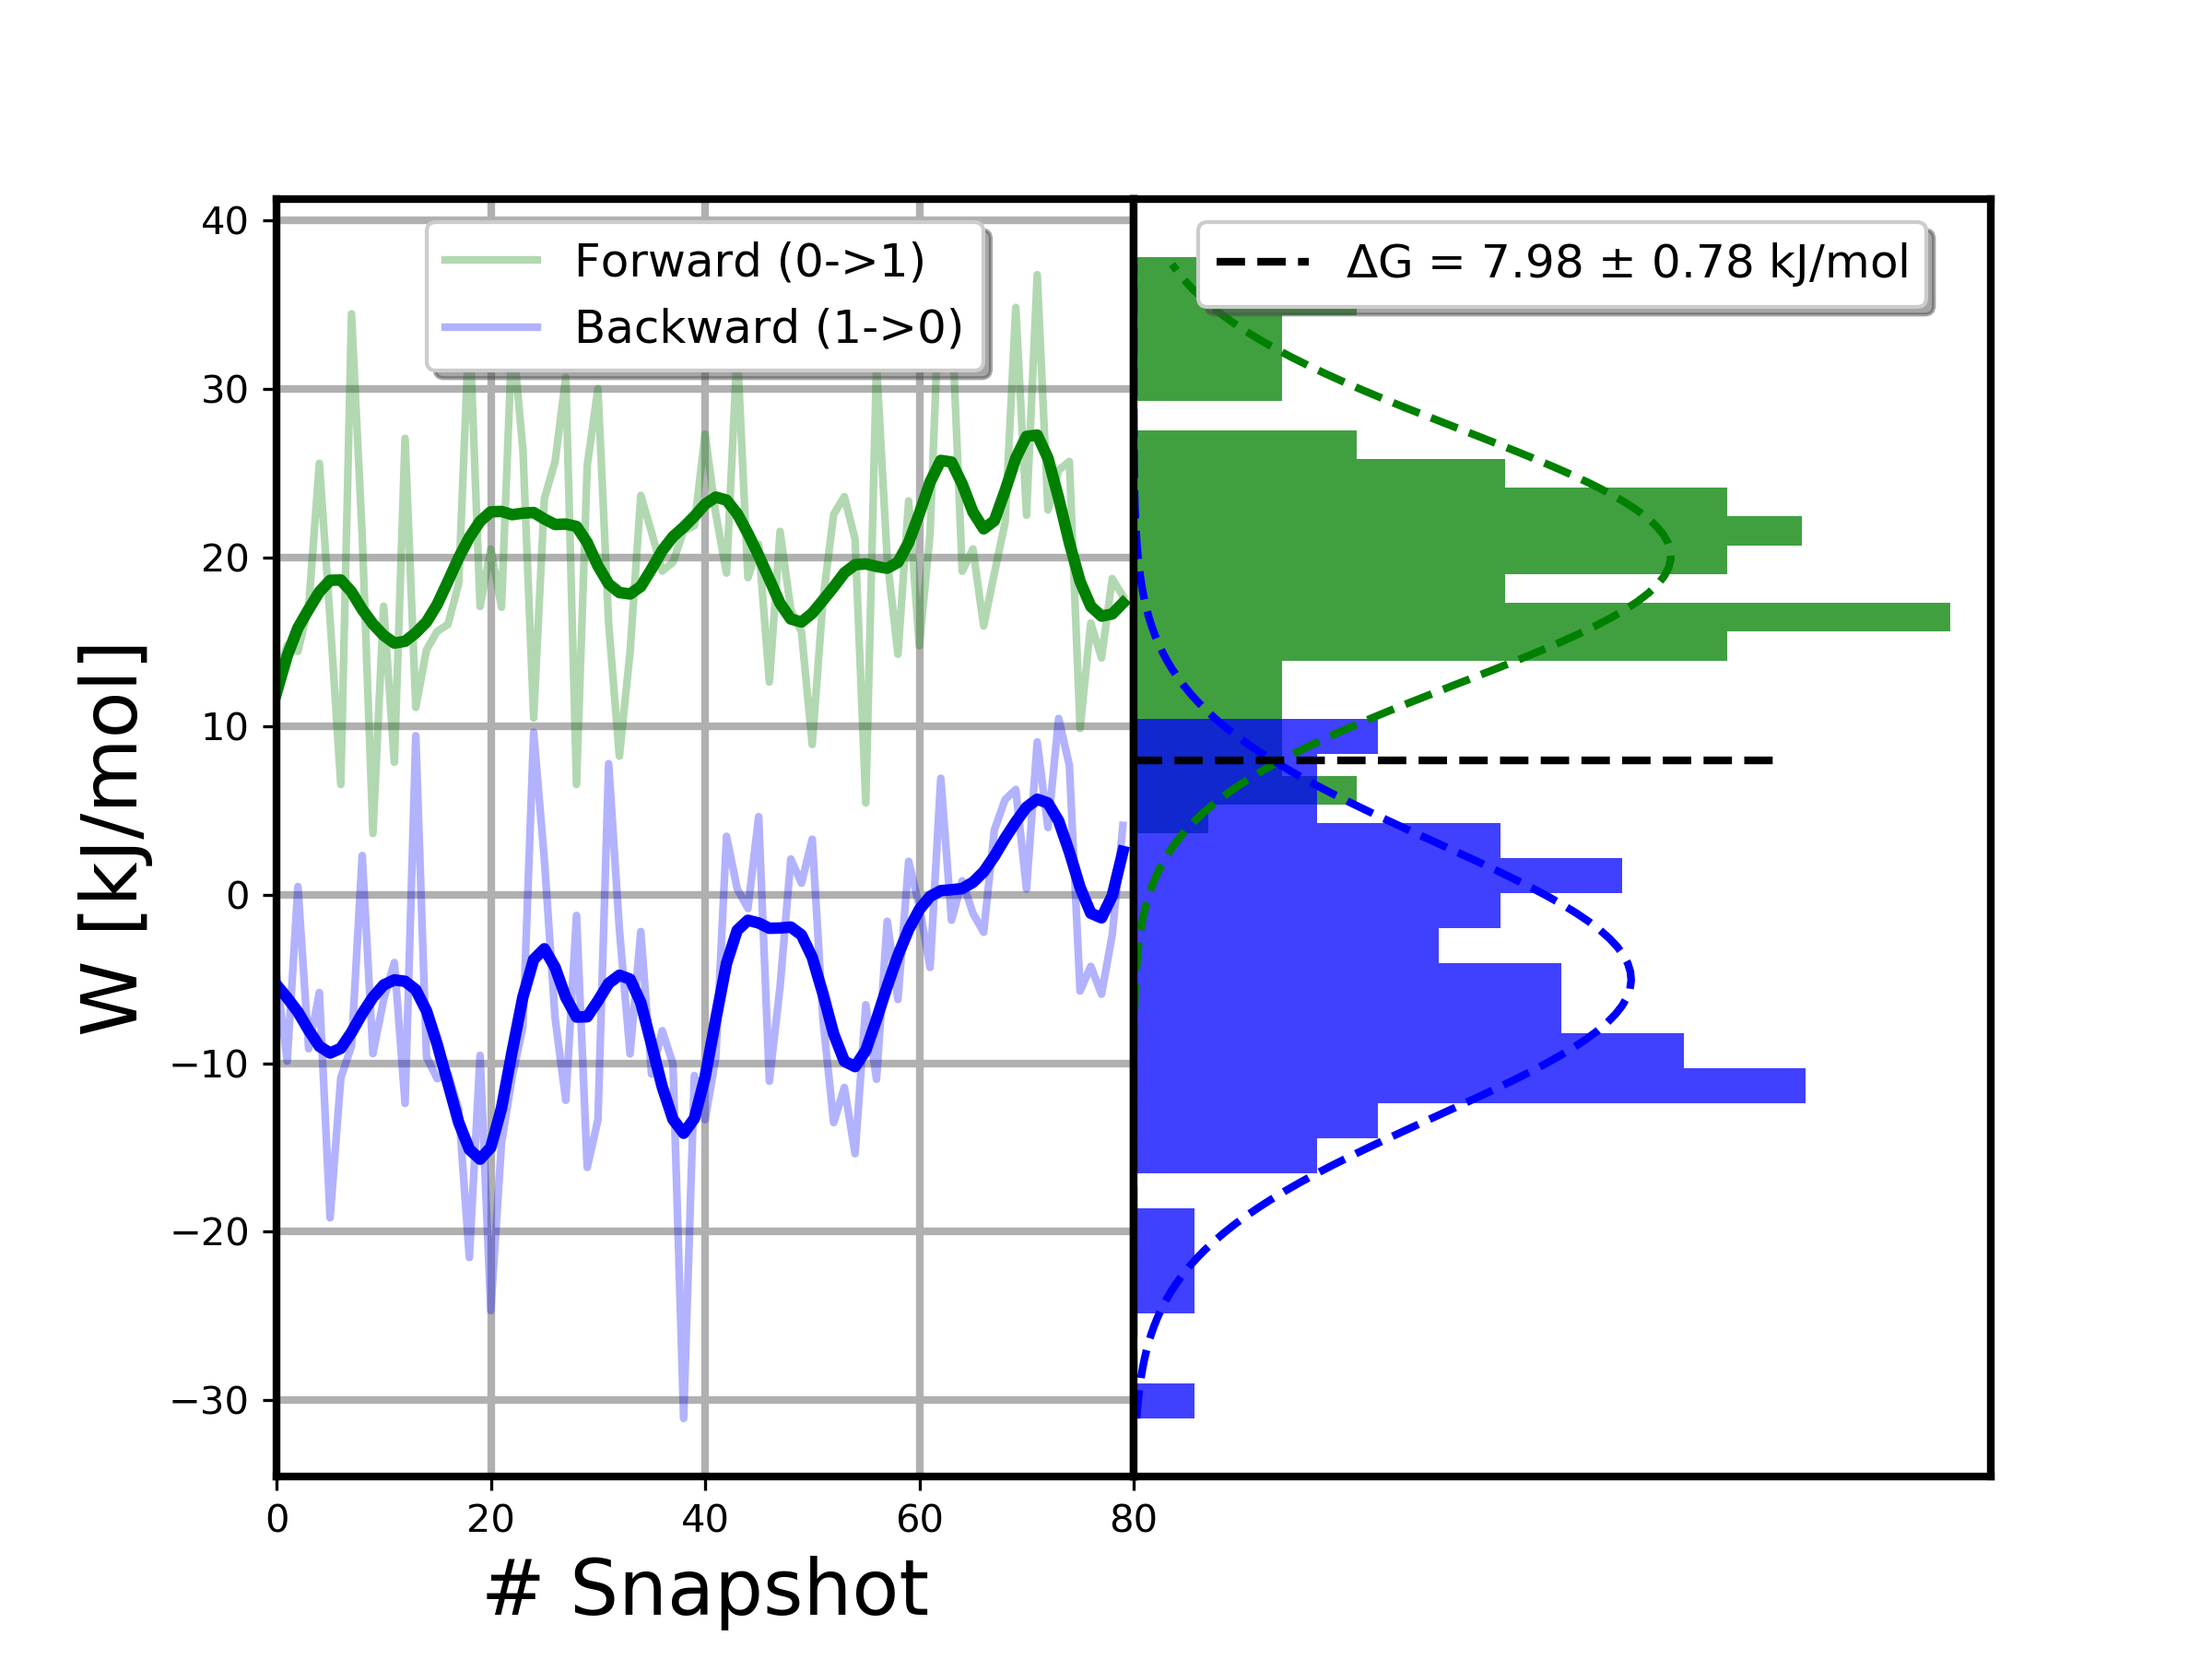 Forward (0->1)
Backward (1->0)
ΔG = 7.98 ± 0.78 kJ/mol
W [kJ/mol]
40
30
20
10
0
−10
−20
−30
0 20 40 60 80
# Snapshot